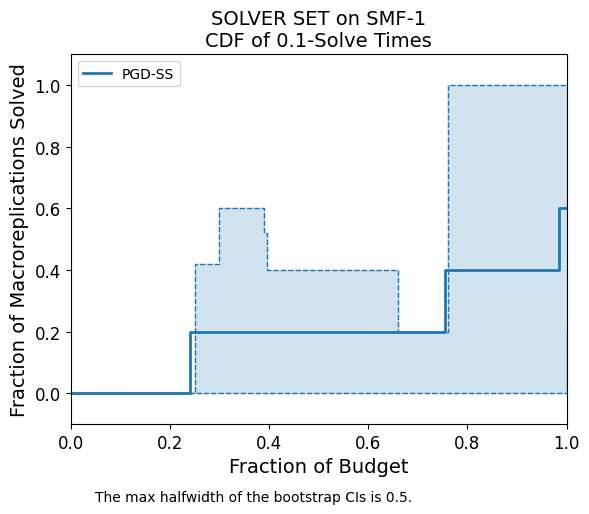 SOLVER SET on SMF-1
CDF of 0.1-Solve Times
PGD-SS
Fraction of Macroreplications Solved
1.0
0.8
0.6
0.4
0.2
0.0
0.0 0.2 0.4 0.6 0.8 1.0
Fraction of Budget
The max halfwidth of the bootstrap CIs is 0.5.